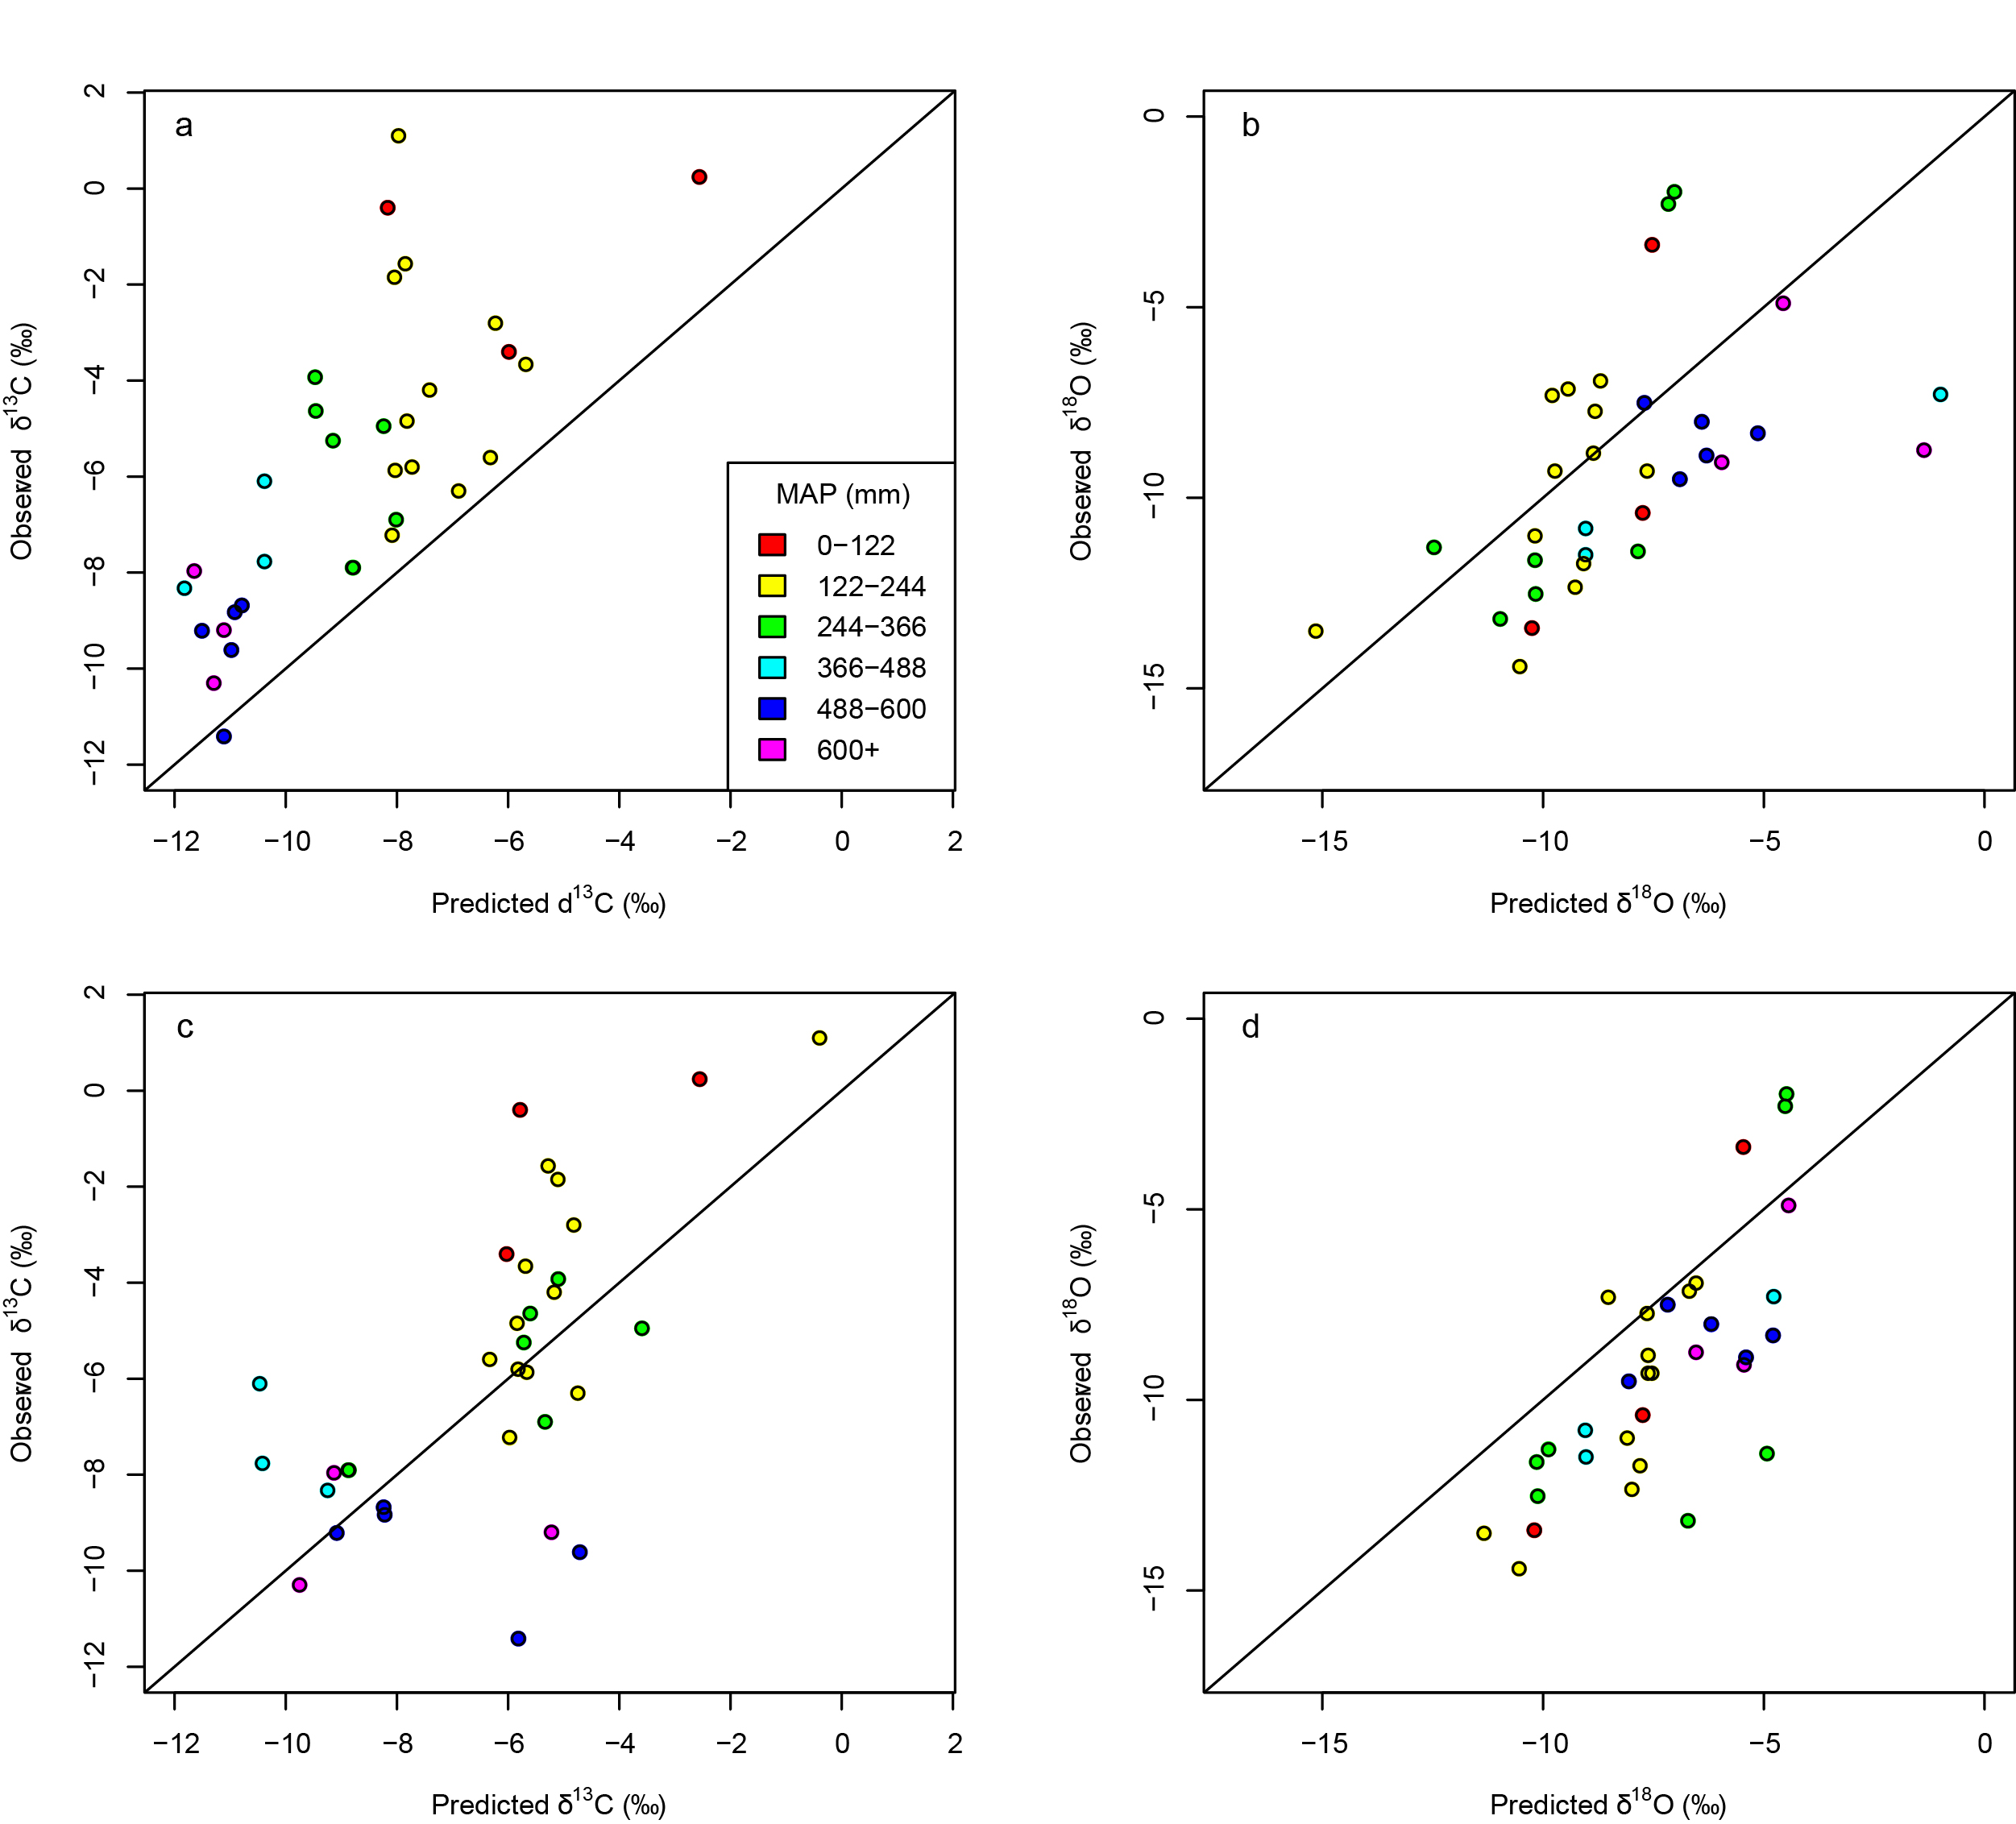 a
2
0
−2
−4
−6
−8
−10
−12
Observed δ¹³C (‰)
MAP (mm)
0−122
122−244
244−366
366−488
488−600
600+
−12 −10 −8 −6 −4 −2 0 2
Predicted d¹³C (‰)
b
0
−5
−10
−15
Observed δ¹⁸O (‰)
−15 −10 −5 0
Predicted δ¹⁸O (‰)
c
2
0
−2
−4
−6
−8
−10
−12
Observed δ¹³C (‰)
−12 −10 −8 −6 −4 −2 0 2
Predicted δ¹³C (‰)
d
0
−5
−10
−15
Observed δ¹⁸O (‰)
−15 −10 −5 0
Predicted δ¹⁸O (‰)